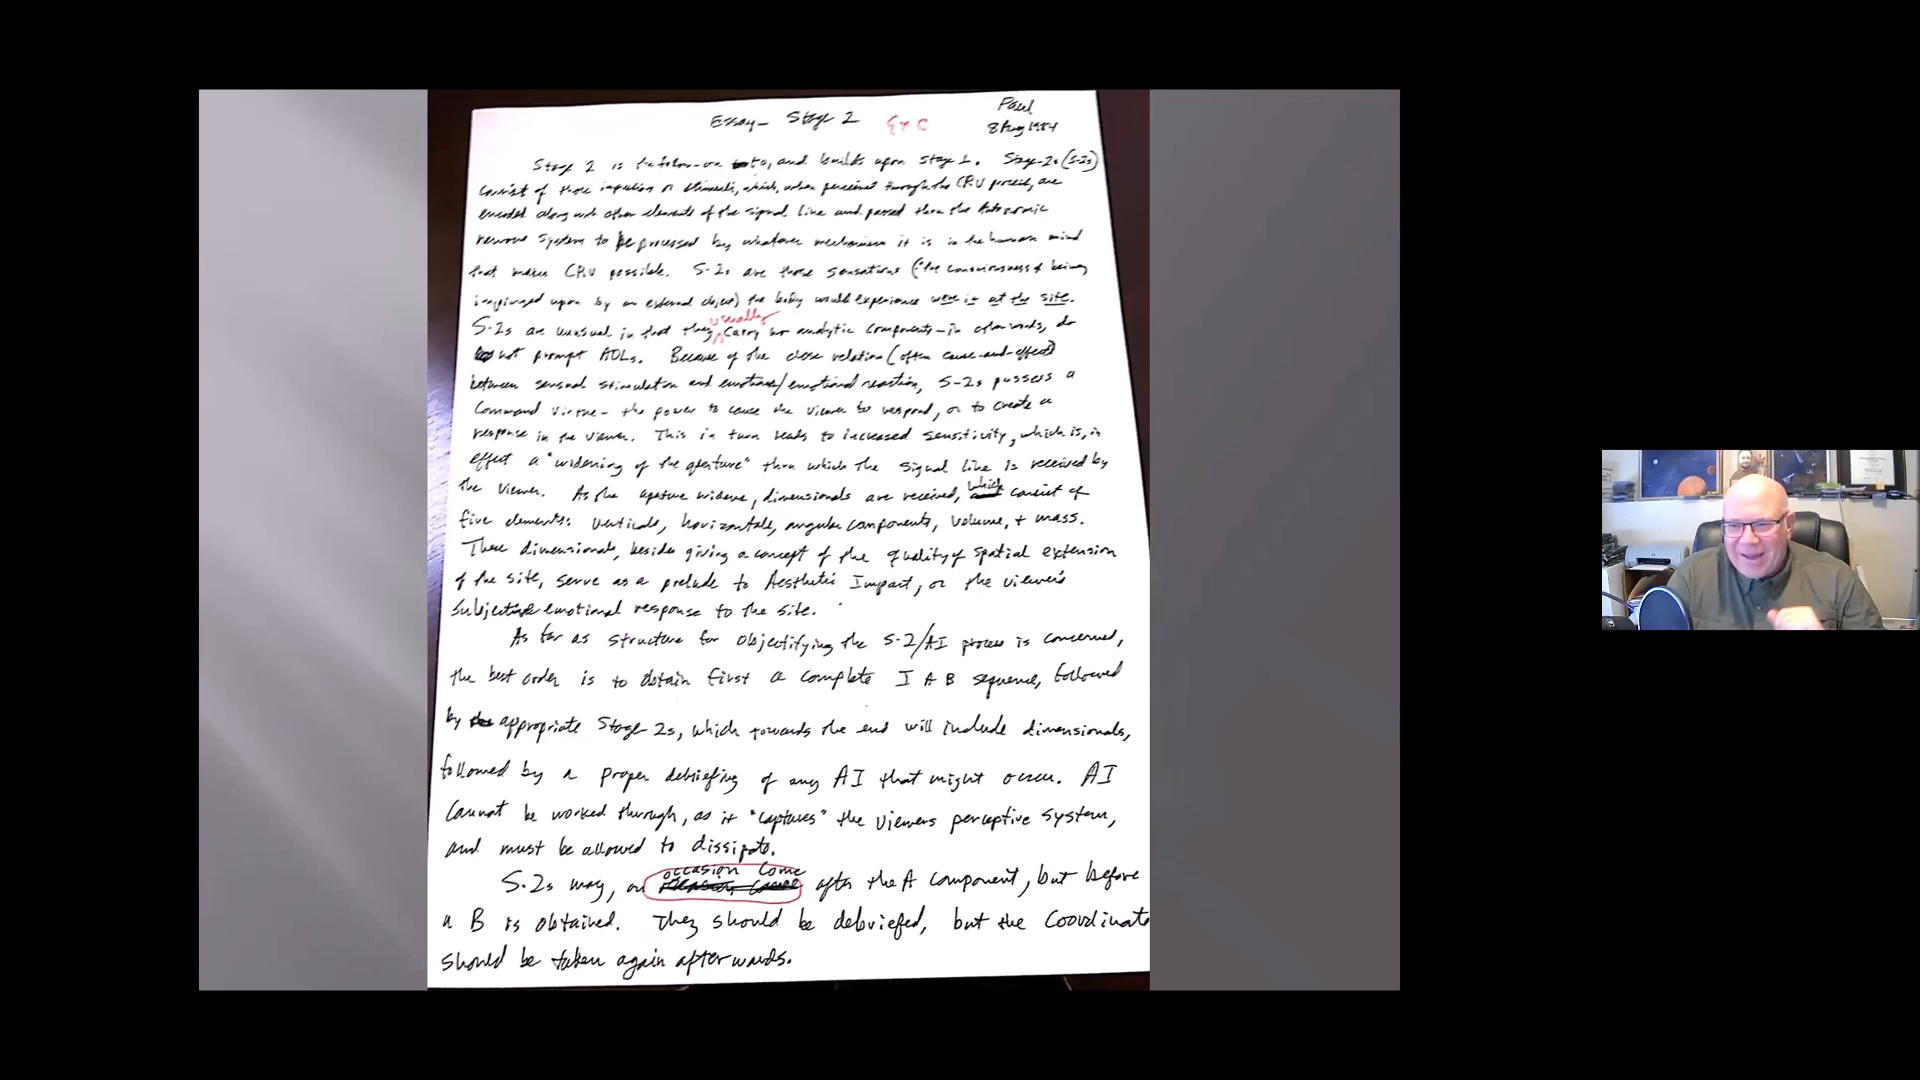 Essay - Stage 2
Exc
Paul
8 Aug 1984
Stage 2 is the follow-on to, and builds upon Stage 1. Stage-2s (S-2s)
consist of those impulses or stimuli, which, when perceived through the CRV process, are
encoded along with other elements of the signal line and passed thru the Autonomic
nervous system to be processed by whatever mechanism it is in the human mind
that makes CRV possible. S-2s are those sensations (the consciousness of being
impinged upon by an external object) the body would experience were it at the site.
S-2s are unusual in that they usually carry no analytic components - in other words, do
not prompt AOLs. Because of the close relation (often cause-and-effect)
between sensual stimulation and emotions/emotional reaction, S-2s possess a
Command Virtue - the power to cause the viewer to respond, or to create a
response in the viewer. This in turn leads to increased sensitivity, which is, in
effect a "widening of the aperture" thru which the signal line is received by
the viewer. As the aperture widens, dimensionals are received, which consist of
five elements: verticals, horizontals, angular components, volume, + mass.
These dimensionals, besides giving a concept of the quality of spatial extension
of the site, serve as a prelude to Aesthetic Impact, or the viewer's
subjective emotional response to the site.
As far as structure for objectifying the S-2/AI process is concerned,
the best order is to obtain first a complete I A B sequence, followed
by appropriate Stage 2s, which towards the end will include dimensionals,
followed by a proper debriefing of any AI that might occur. AI
cannot be worked through, as it "captures" the viewers perceptive system,
and must be allowed to dissipate.
S-2s may, on occasion come after the A component, but before
a B is obtained. They should be debriefed, but the Coordinate
should be taken again afterwards.